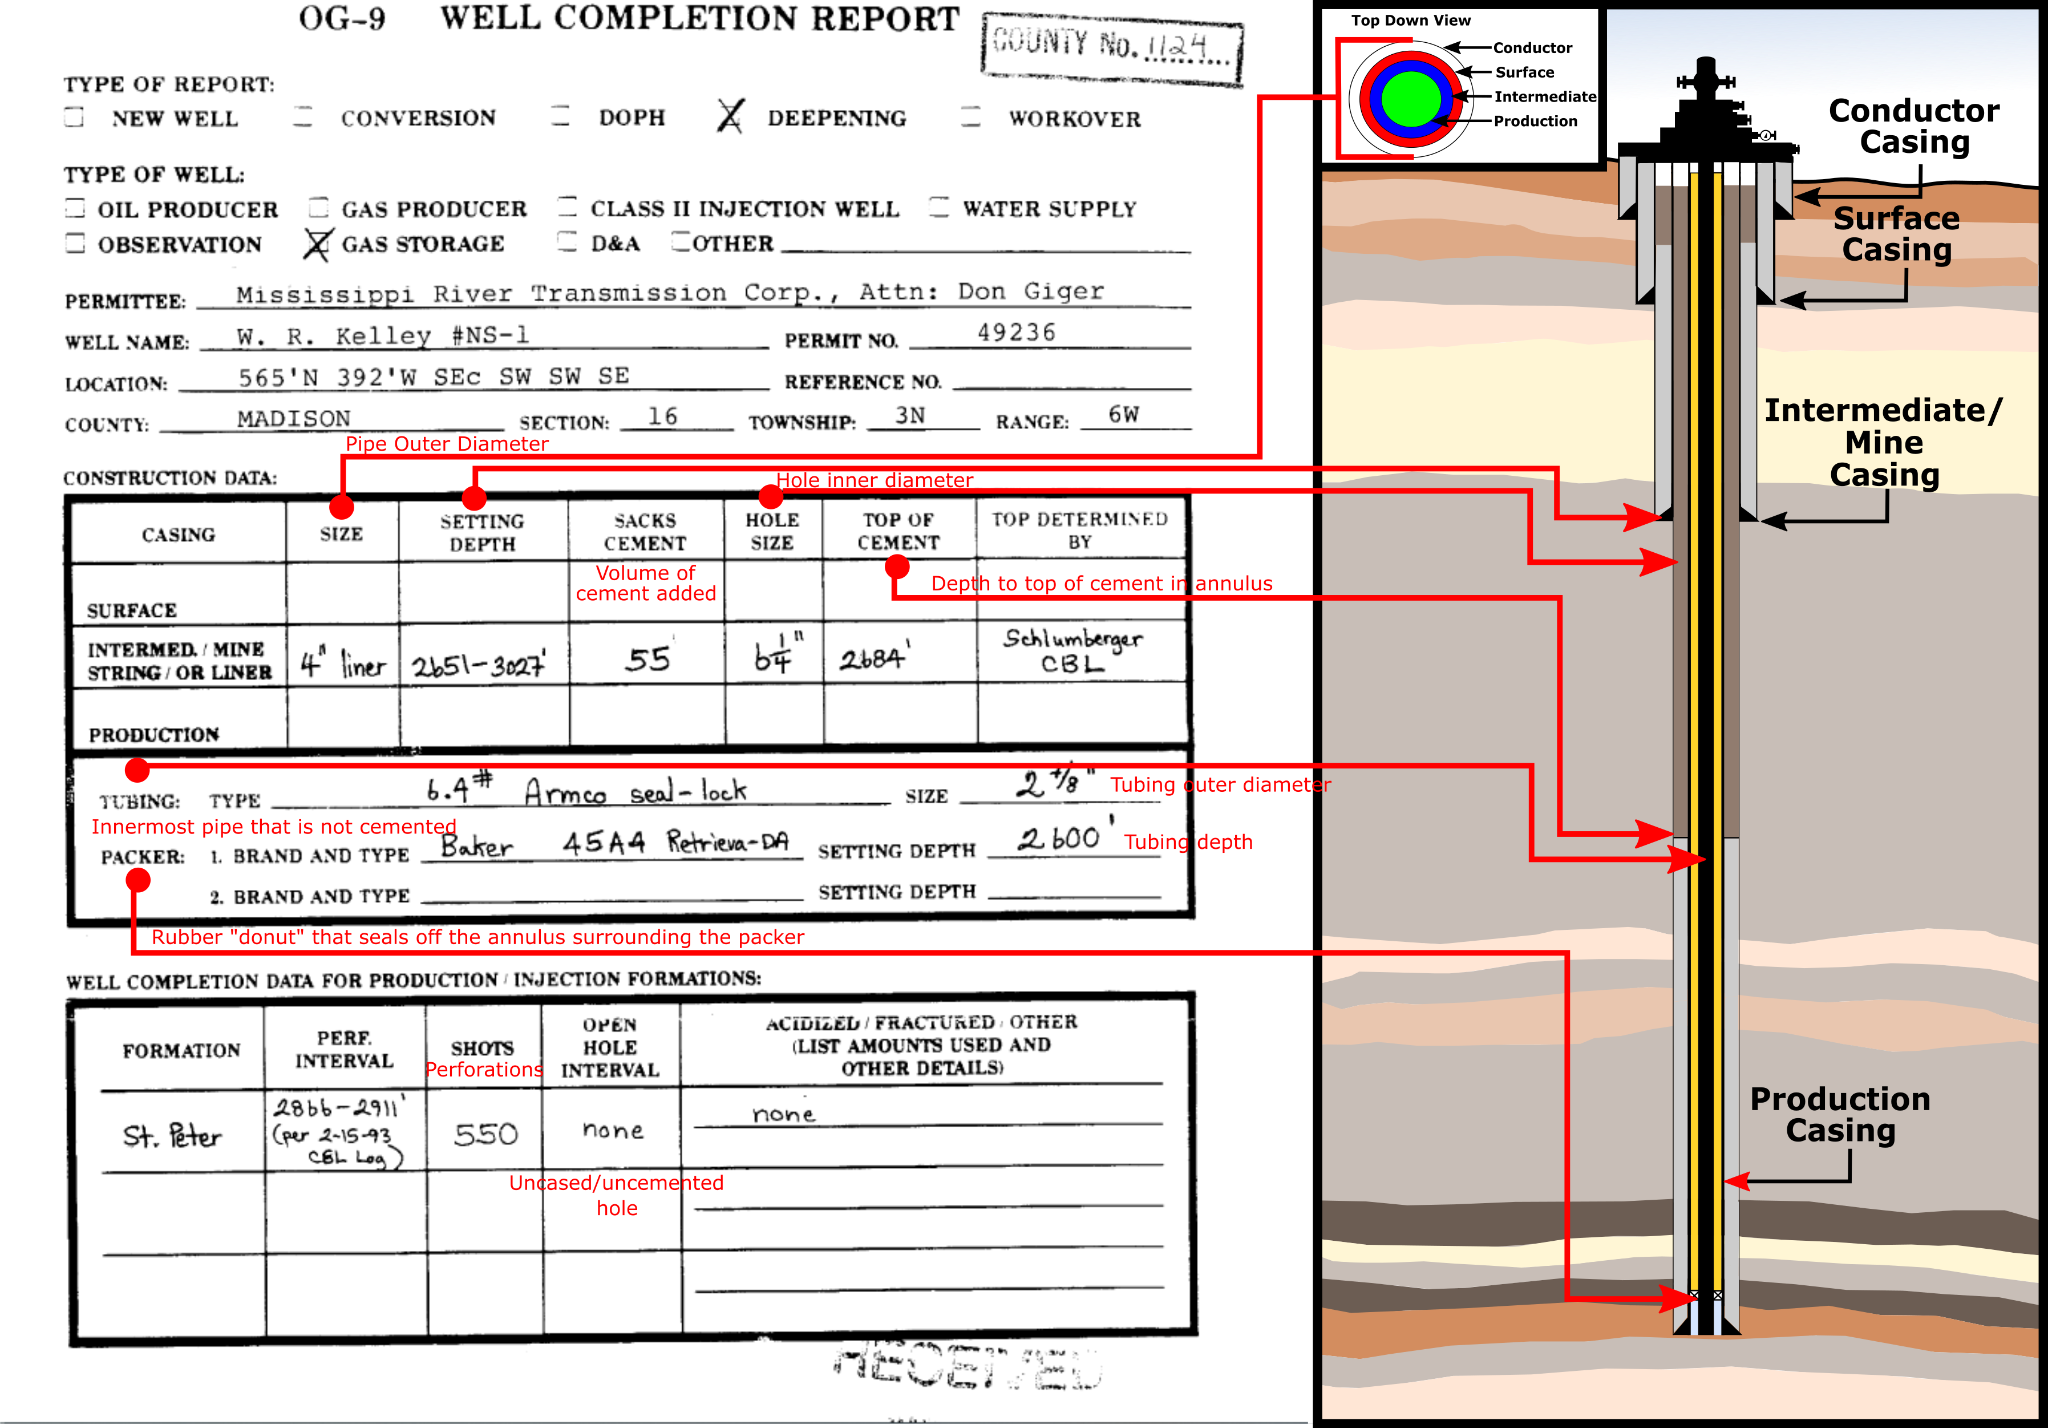 OG-9 WELL COMPLETION REPORT
COUNTY No. 1124
TYPE OF REPORT:
NEW WELL CONVERSION DOPH DEEPENING WORKOVER
TYPE OF WELL:
OIL PRODUCER GAS PRODUCER CLASS II INJECTION WELL WATER SUPPLY
OBSERVATION GAS STORAGE D&A OTHER
PERMITTEE: Mississippi River Transmission Corp., Attn: Don Giger
WELL NAME: W. R. Kelley #NS-1 PERMIT NO. 49236
LOCATION: 565'N 392'W SEc SW SW SE REFERENCE NO.
COUNTY: MADISON SECTION: 16 TOWNSHIP: 3N RANGE: 6W
Pipe Outer Diameter
CONSTRUCTION DATA:
Hole inner diameter
CASING SIZE SETTING DEPTH SACKS CEMENT HOLE SIZE TOP OF CEMENT TOP DETERMINED BY
Volume of
cement added
Depth to top of cement in annulus
SURFACE
INTERMED. / MINE STRING / OR LINER 4" liner 2651-3027' 55 6 1/4" 2684' Schlumberger CBL
PRODUCTION
TUBING: TYPE 6.4# Armco seal-lock SIZE 2 7/8"
Tubing outer diameter
Innermost pipe that is not cemented
PACKER: 1. BRAND AND TYPE Baker 45A4 Retrieva-DA SETTING DEPTH 2600'
Tubing depth
2. BRAND AND TYPE SETTING DEPTH
Rubber "donut" that seals off the annulus surrounding the packer
WELL COMPLETION DATA FOR PRODUCTION / INJECTION FORMATIONS:
FORMATION PERF. INTERVAL SHOTS OPEN HOLE INTERVAL ACIDIZED / FRACTURED / OTHER
(LIST AMOUNTS USED AND
OTHER DETAILS)
Perforations
St. Peter 2866-2911' (per 2-15-93 CBL Log) 550 none none
Uncased/uncemented
hole
RECEIVED
Top Down View
Conductor
Surface
Intermediate
Production
Conductor
Casing
Surface
Casing
Intermediate/
Mine
Casing
Production
Casing